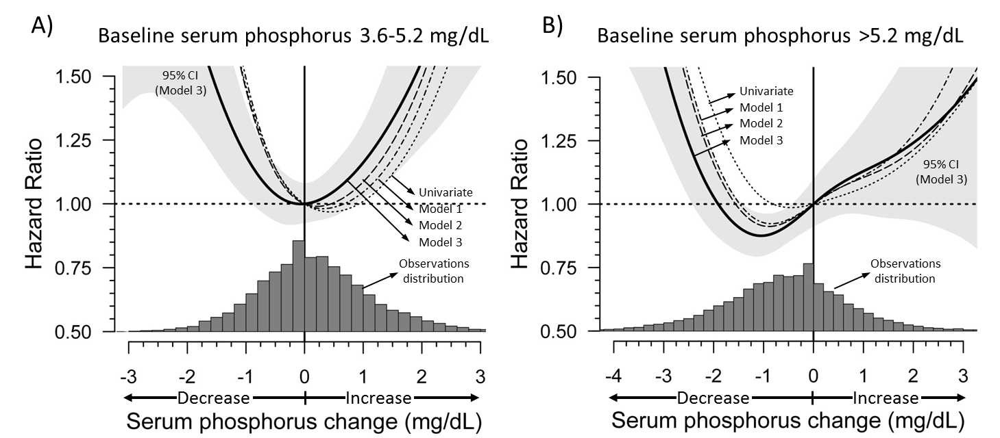 A)
Baseline serum phosphorus 3.6-5.2 mg/dL
Hazard Ratio
1.50
1.25
1.00
0.75
0.50
95% CI
(Model 3)
Univariate
Model 1
Model 2
Model 3
Observations
distribution
-3 -2 -1 0 1 2 3
Decrease Increase
Serum phosphorus change (mg/dL)
B)
Baseline serum phosphorus >5.2 mg/dL
Hazard Ratio
1.50
1.25
1.00
0.75
0.50
Univariate
Model 1
Model 2
Model 3
95% CI
(Model 3)
Observations
distribution
-4 -3 -2 -1 0 1 2 3
Decrease Increase
Serum phosphorus change (mg/dL)